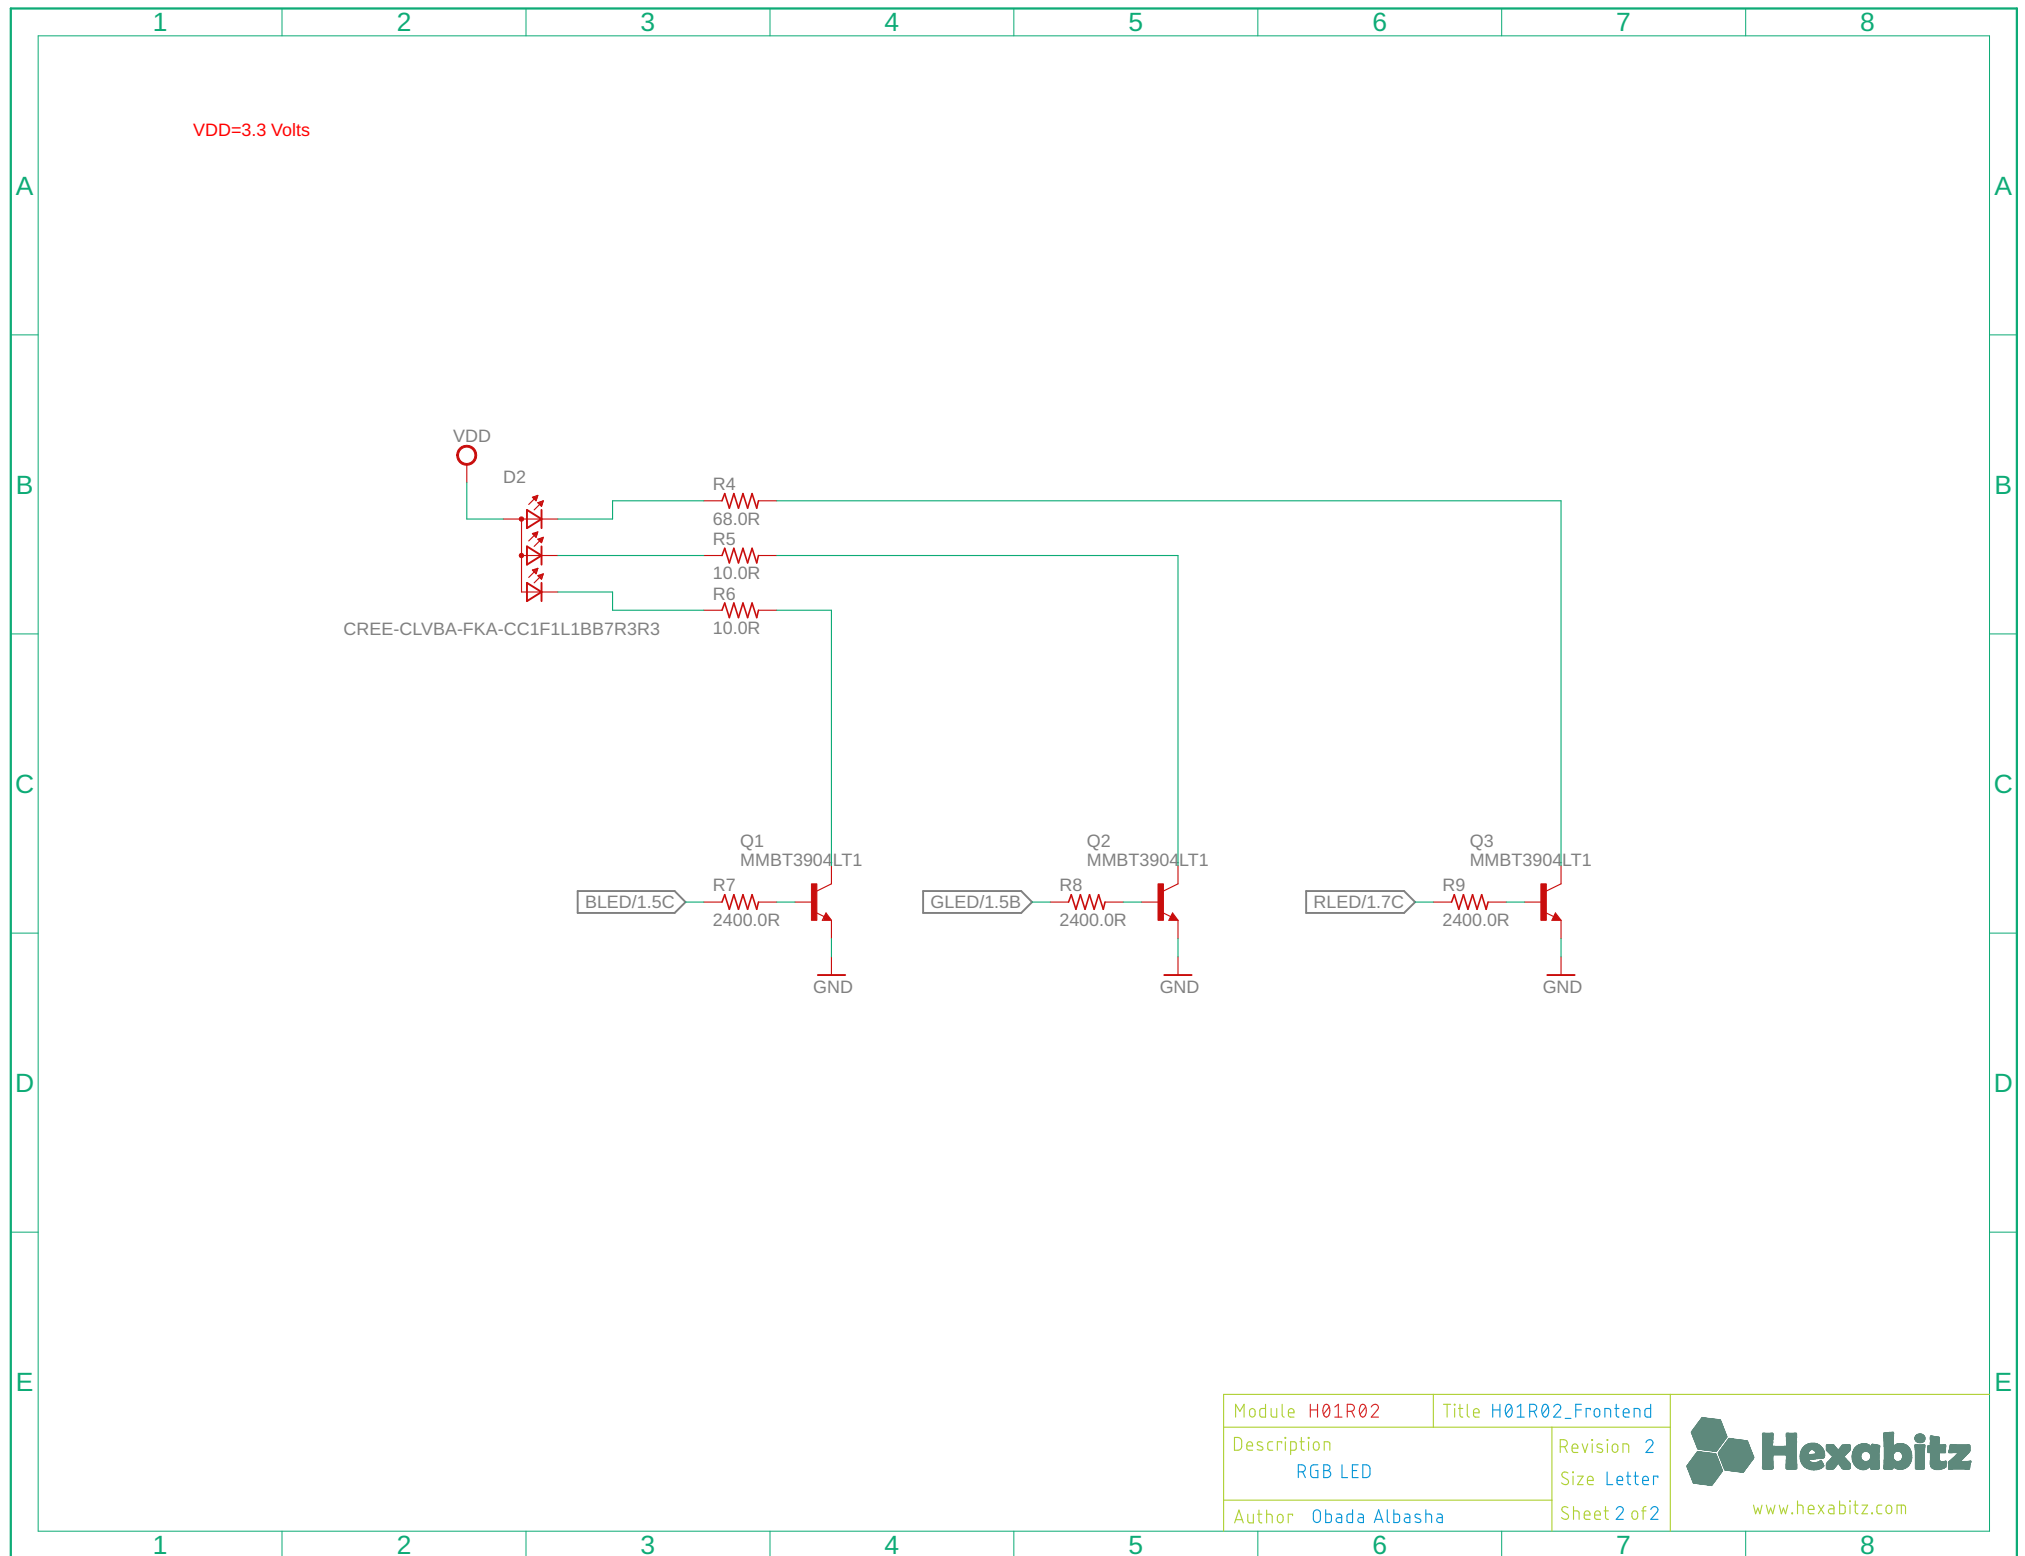 1 2 3 4 5 6 7 8
VDD=3.3 Volts
A A
VDD
D2
B B
R4
68.0R
R5
10.0R
R6
10.0R
CREE-CLVBA-FKA-CC1F1L1BB7R3R3
C C
Q1 Q2 Q3
MMBT3904LT1 MMBT3904LT1 MMBT3904LT1
R7 R8 R9
BLED/1.5C GLED/1.5B RLED/1.7C
2400.0R 2400.0R 2400.0R
GND GND GND
D D
E E
Module H01R02 Title H01R02_Frontend
Description
RGB LED
Revision 2
Size Letter
Author Obada Albasha
Sheet 2 of 2
Hexabitz
www.hexabitz.com
1 2 3 4 5 6 7 8